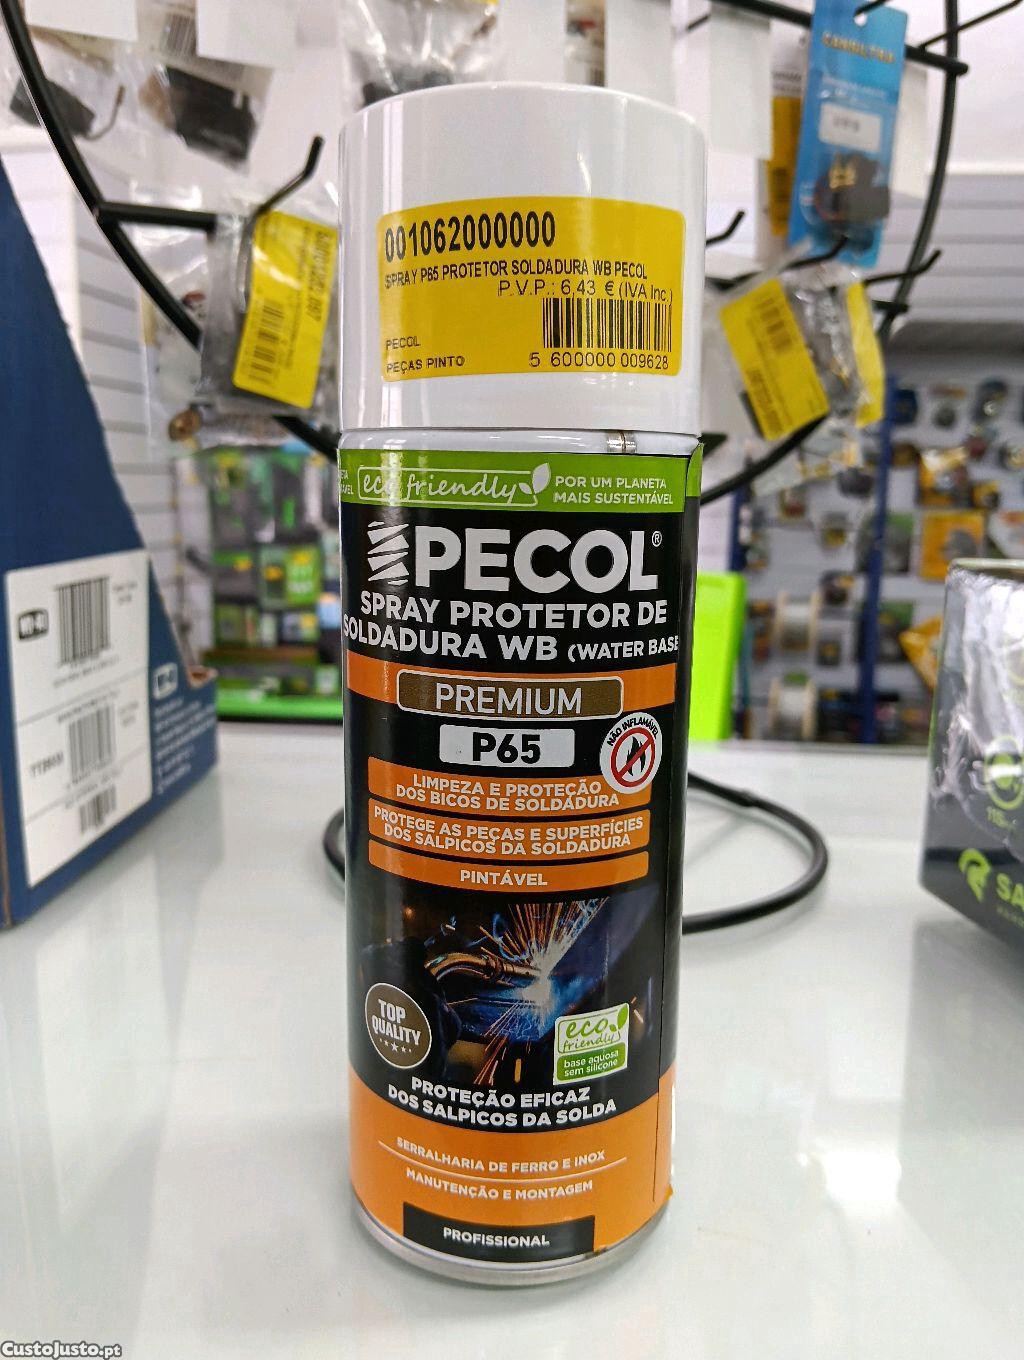 CANBILTRA
001062000000
SPRAY P65 PROTETOR SOLDADURA WB PECOL
P.V.P.: 6,43 € (IVA Inc.)
PECOL
PEÇAS PINTO
5 600000 009628
eco friendly
POR UM PLANETA
MAIS SUSTENTÁVEL
PECOL®
SPRAY PROTETOR DE
SOLDADURA WB (WATER BASE
PREMIUM
P65
NÃO INFLAMÁVEL
LIMPEZA E PROTEÇÃO
DOS BICOS DE SOLDADURA
PROTEGE AS PEÇAS E SUPERFÍCIES
DOS SALPICOS DA SOLDADURA
PINTÁVEL
TOP
QUALITY
eco
friendly
base aquosa
sem silicone
PROTEÇÃO EFICAZ
DOS SALPICOS DA SOLDA
SERRALHARIA DE FERRO E INOX
MANUTENÇÃO E MONTAGEM
PROFISSIONAL
SA
CustoJusto.pt